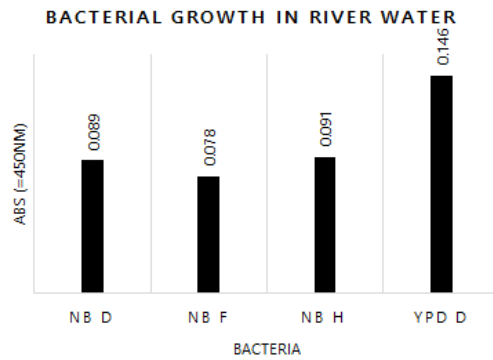 BACTERIAL GROWTH IN RIVER WATER
ABS (=450NM)
0.089
0.078
0.091
0.146
NB D
NB F
NB H
YPD D
BACTERIA